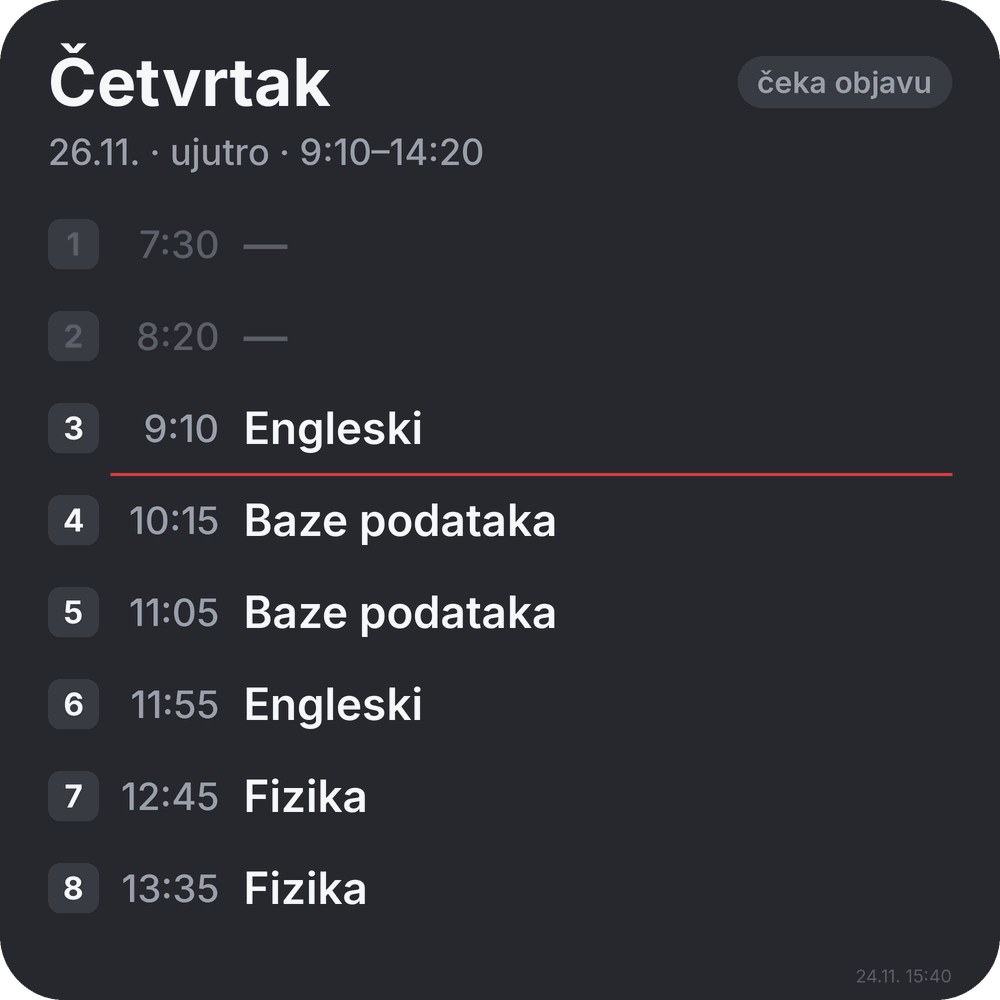 Četvrtak
čeka objavu
26.11. · ujutro · 9:10–14:20
1 7:30 —
2 8:20 —
3 9:10 Engleski
4 10:15 Baze podataka
5 11:05 Baze podataka
6 11:55 Engleski
7 12:45 Fizika
8 13:35 Fizika
24.11. 15:40